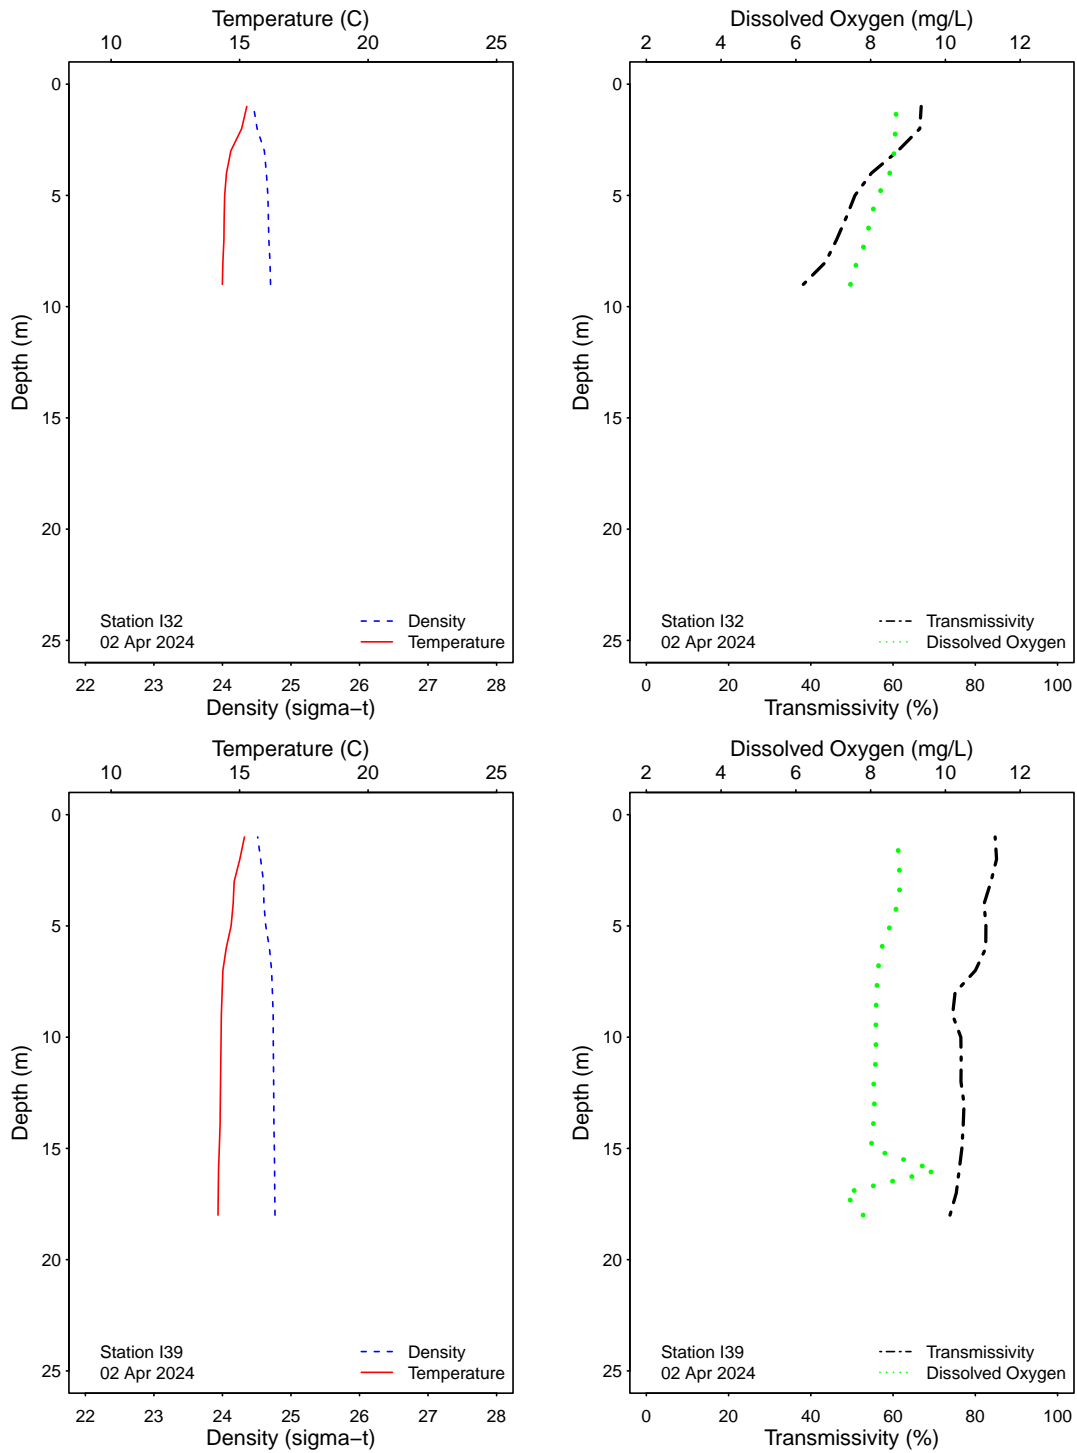 Temperature (C)
10 15 20 25
0
5
10
15
20
25
Depth (m)
Station I32
02 Apr 2024
Density
Temperature
22 23 24 25 26 27 28
Density (sigma−t)
Dissolved Oxygen (mg/L)
2 4 6 8 10 12
0
5
10
15
20
25
Depth (m)
Station I32
02 Apr 2024
Transmissivity
Dissolved Oxygen
0 20 40 60 80 100
Transmissivity (%)
Temperature (C)
10 15 20 25
0
5
10
15
20
25
Depth (m)
Station I39
02 Apr 2024
Density
Temperature
22 23 24 25 26 27 28
Density (sigma−t)
Dissolved Oxygen (mg/L)
2 4 6 8 10 12
0
5
10
15
20
25
Depth (m)
Station I39
02 Apr 2024
Transmissivity
Dissolved Oxygen
0 20 40 60 80 100
Transmissivity (%)